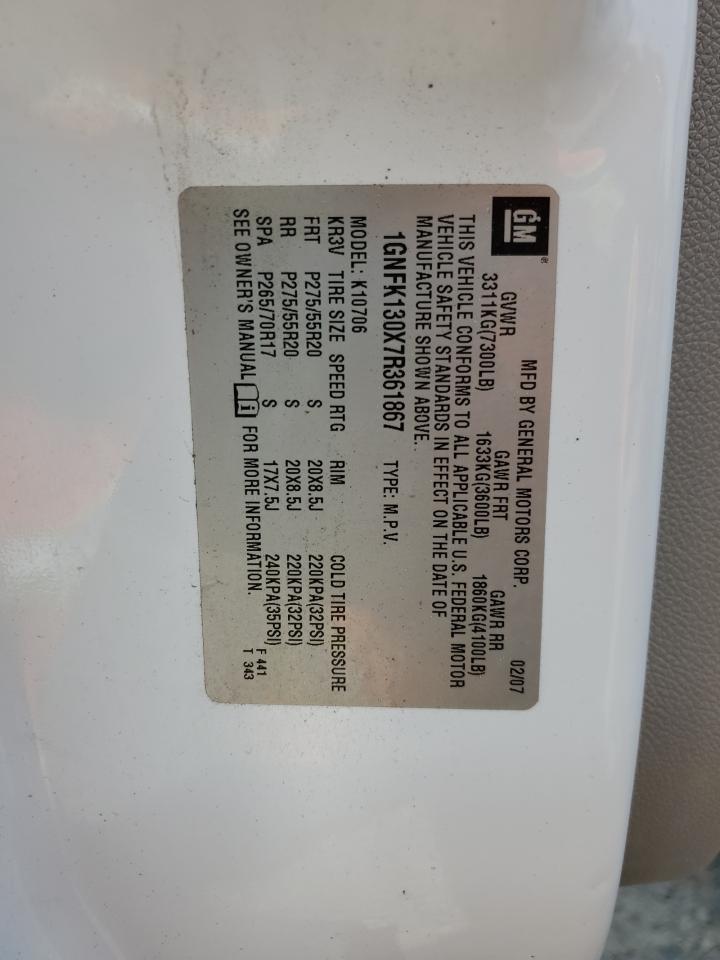 GM
MFD BY GENERAL MOTORS CORP. 02/07
GVWR GAWR FRT GAWR RR
3311KG(7300LB) 1633KG(3600LB) 1860KG(4100LB)
THIS VEHICLE CONFORMS TO ALL APPLICABLE U.S. FEDERAL MOTOR
VEHICLE SAFETY STANDARDS IN EFFECT ON THE DATE OF
MANUFACTURE SHOWN ABOVE.
1GNFK130X7R361867 TYPE: M.P.V.
MODEL: K10706
KR3V TIRE SIZE SPEED RTG RIM COLD TIRE PRESSURE
FRT P275/55R20 S 20X8.5J 220KPA(32PSI)
RR P275/55R20 S 20X8.5J 220KPA(32PSI)
SPA P265/70R17 S 17X7.5J 240KPA(35PSI) F 441
SEE OWNER'S MANUAL i FOR MORE INFORMATION. T 343